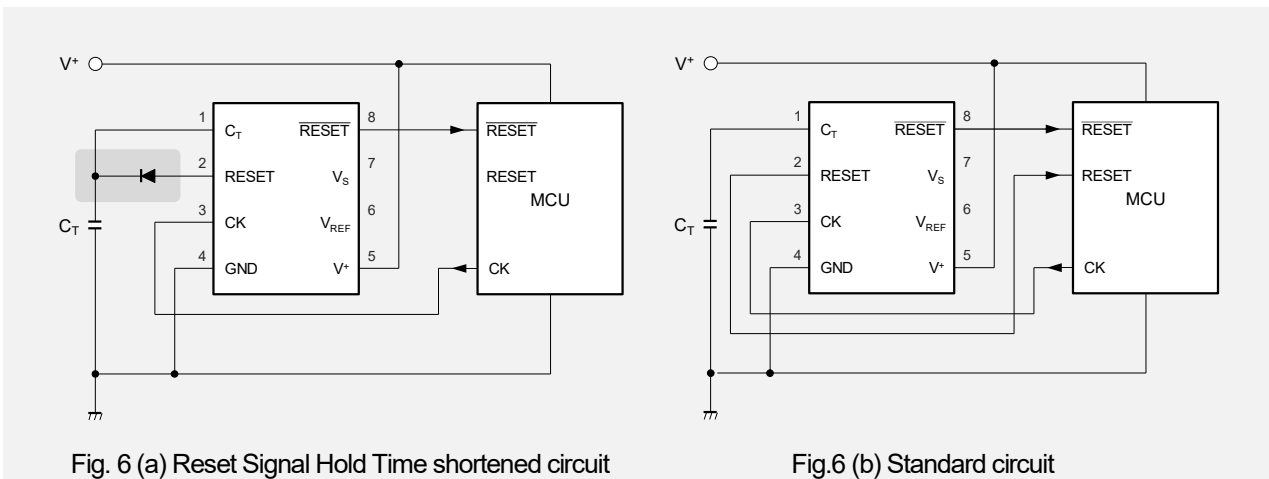 V+
V+
1
CT
RESET
8
RESET
2
RESET
VS
7
RESET
MCU
CT
3
CK
VREF
6
4
GND
V+
5
CK
1
CT
RESET
8
RESET
2
RESET
VS
7
RESET
MCU
CT
3
CK
VREF
6
4
GND
V+
5
CK
Fig. 6 (a) Reset Signal Hold Time shortened circuit
Fig.6 (b) Standard circuit